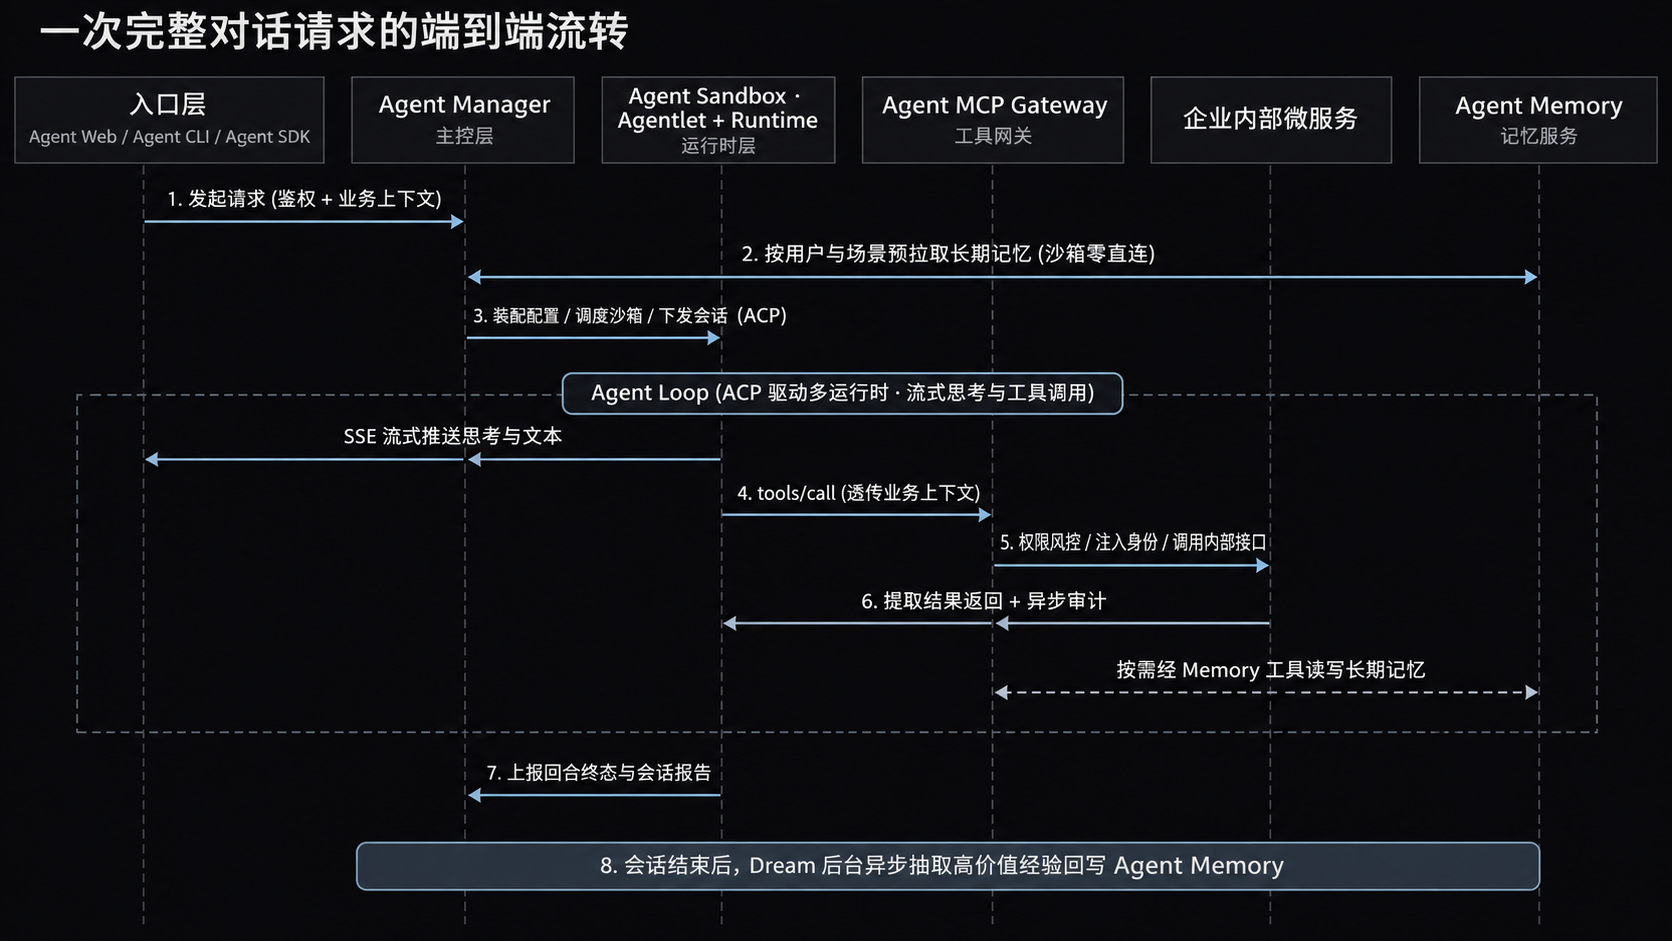 一次完整对话请求的端到端流转
入口层
Agent Web / Agent CLI / Agent SDK
Agent Manager
主控层
Agent Sandbox ·
Agentlet + Runtime
运行时层
Agent MCP Gateway
工具网关
企业内部微服务
Agent Memory
记忆服务
1. 发起请求 (鉴权 + 业务上下文)
2. 按用户与场景预拉取长期记忆 (沙箱零直连)
3. 装配配置 / 调度沙箱 / 下发会话 (ACP)
Agent Loop (ACP 驱动多运行时 · 流式思考与工具调用)
SSE 流式推送思考与文本
4. tools/call (透传业务上下文)
5. 权限风控 / 注入身份 / 调用内部接口
6. 提取结果返回 + 异步审计
按需经 Memory 工具读写长期记忆
7. 上报回合终态与会话报告
8. 会话结束后，Dream 后台异步抽取高价值经验回写 Agent Memory